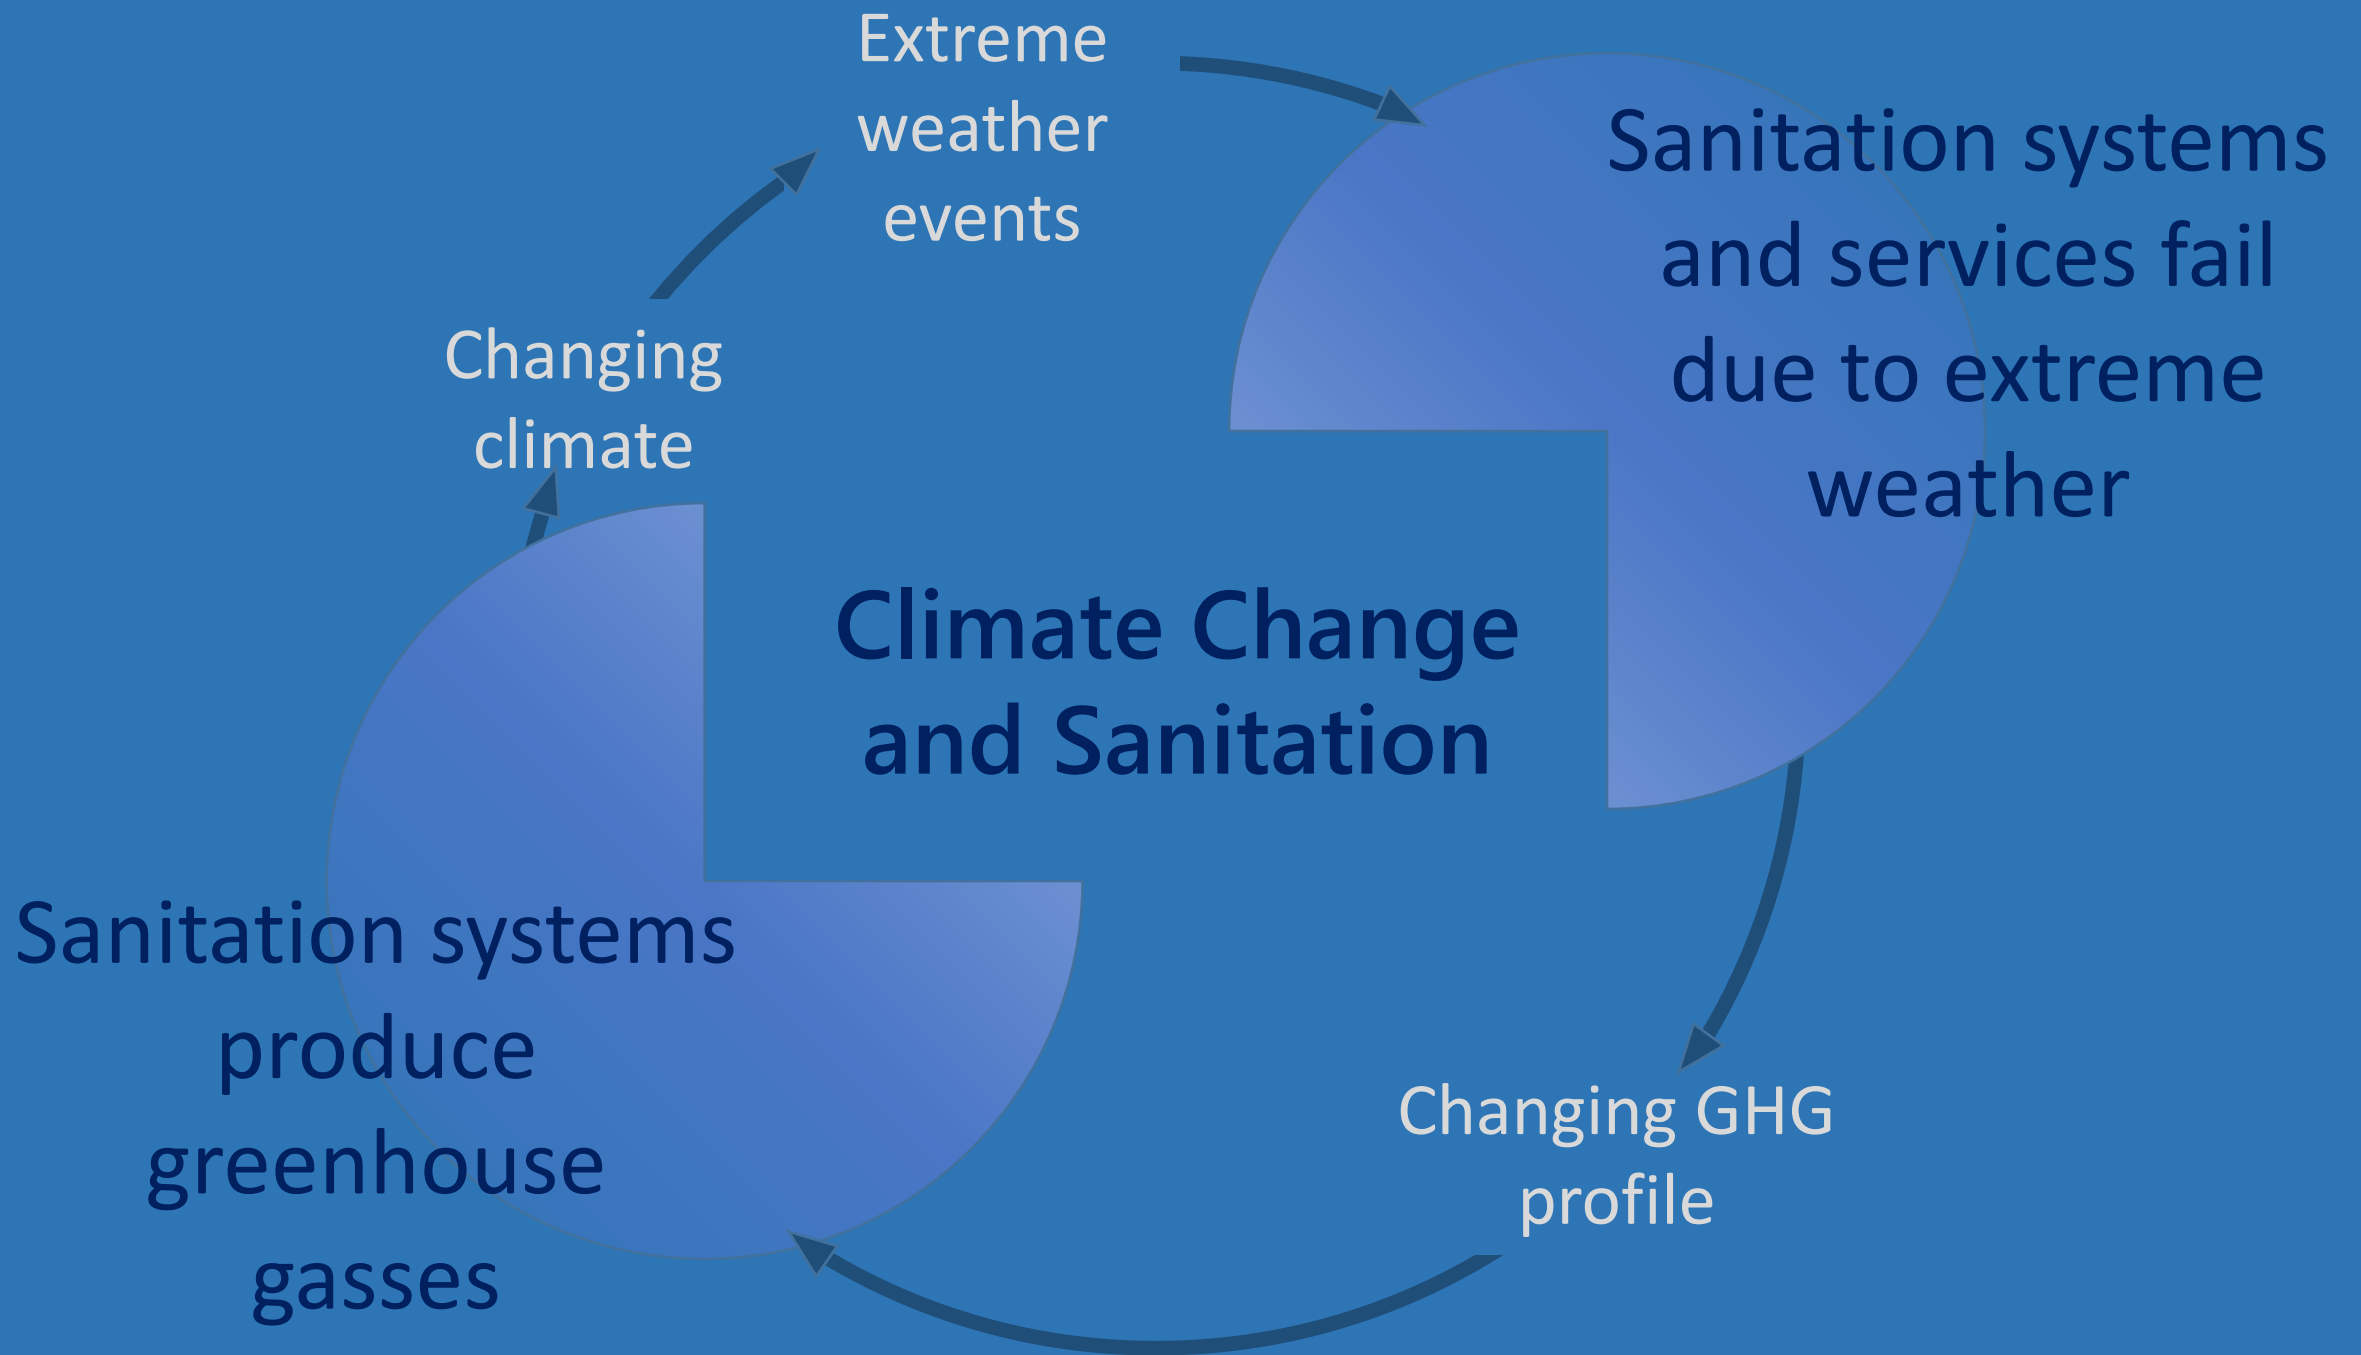 Extreme
weather
events
Sanitation systems
and services fail
due to extreme
weather
Changing
climate
Climate Change
and Sanitation
Sanitation systems
produce
greenhouse
gasses
Changing GHG
profile